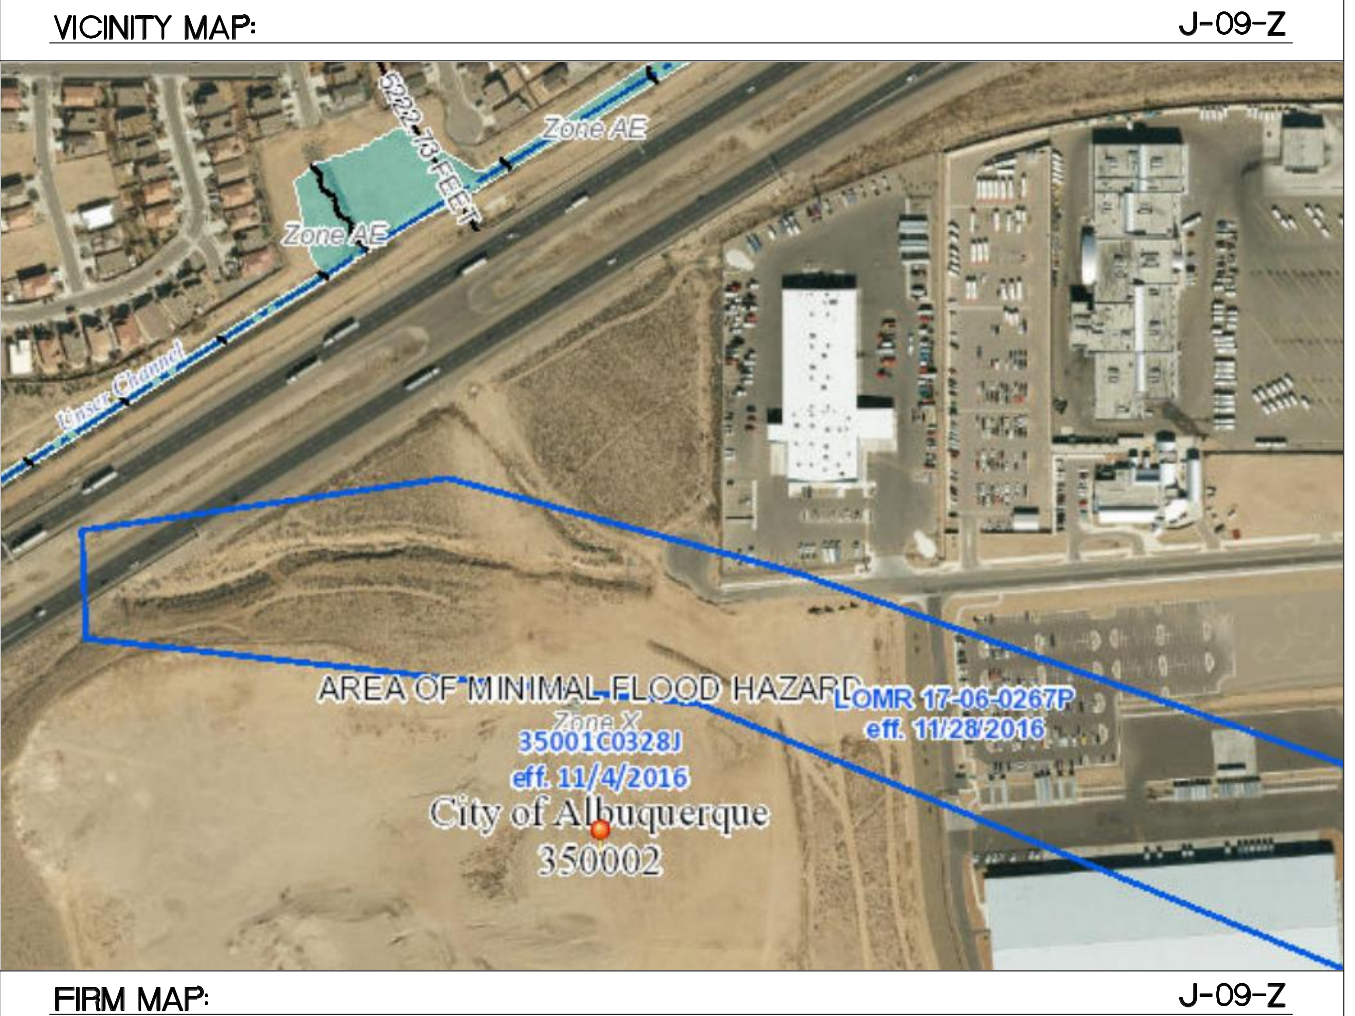 VICINITY MAP: J-09-Z
5222.73 FEET
Zone AE
Zone AE
Unser Channel
AREA OF MINIMAL FLOOD HAZARD
LOMR 17-06-0267P
eff. 11/28/2016
Zone X
35001C0328J
eff. 11/4/2016
City of Albuquerque
350002
FIRM MAP: J-09-Z